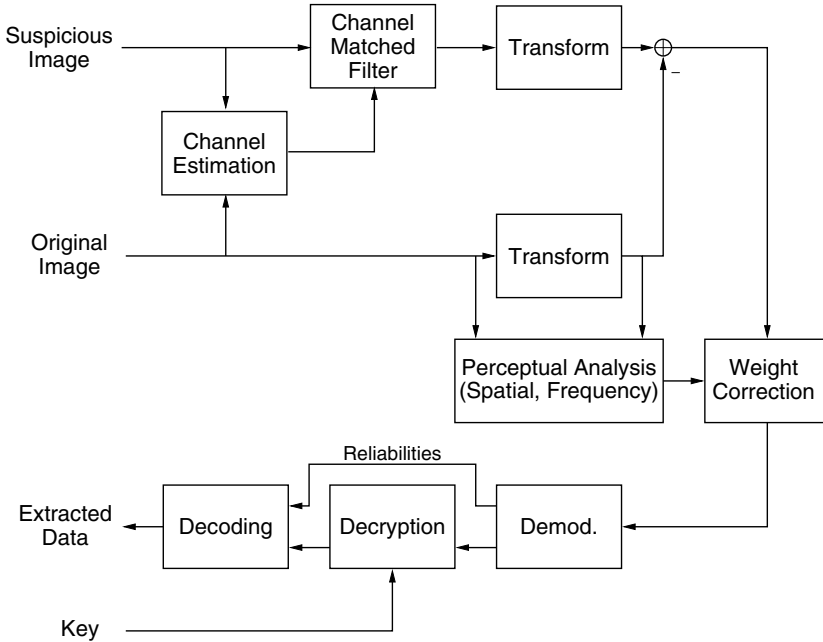 Suspicious
Image
Channel
Matched
Filter
Transform
–
Channel
Estimation
Original
Image
Transform
Perceptual Analysis
(Spatial, Frequency)
Weight
Correction
Reliabilities
Extracted
Data
Decoding
Decryption
Demod.
Key